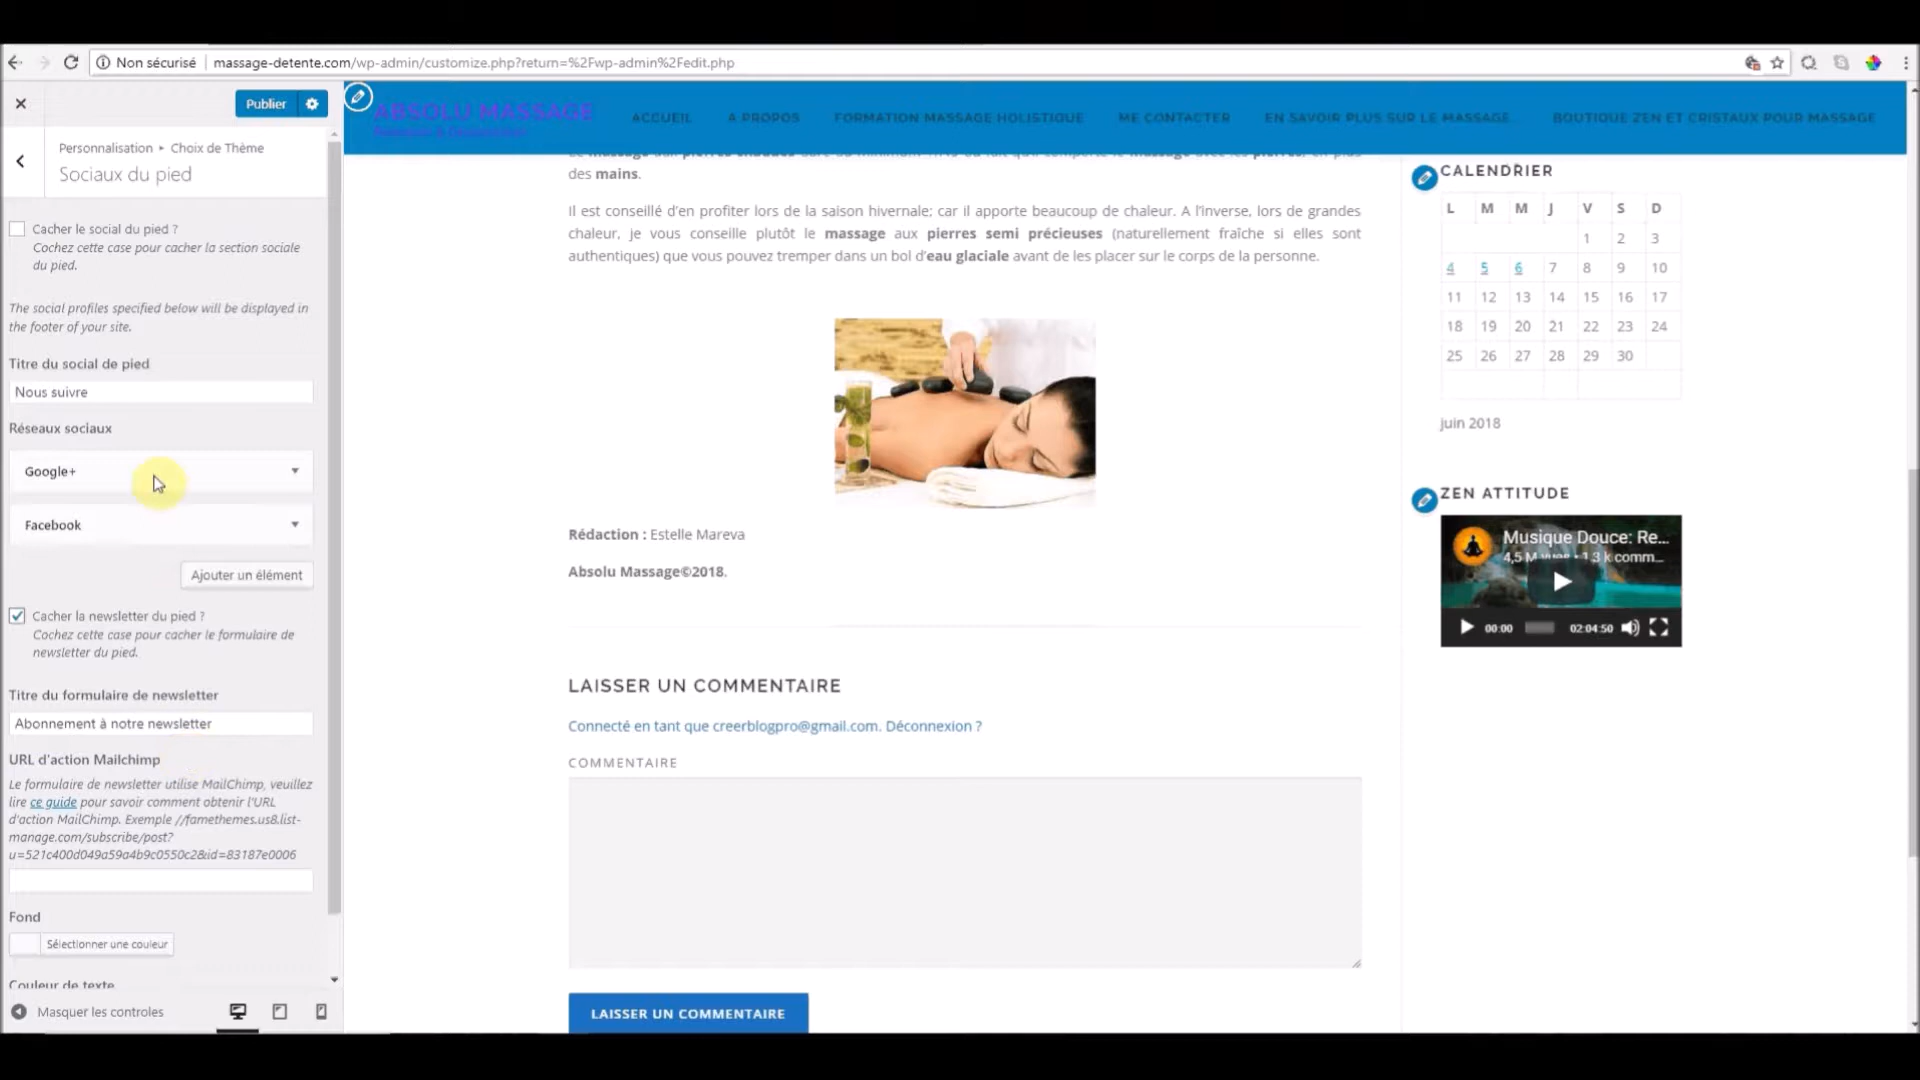 Non sécurisé massage-detente.com/wp-admin/customize.php?return=%2Fwp-admin%2Fedit.php
Publier
Personnalisation ▸ Choix de Thème
Sociaux du pied
Cacher le social du pied ?
Cochez cette case pour cacher la section sociale
du pied.
The social profiles specified below will be displayed in
the footer of your site.
Titre du social de pied
Nous suivre
Réseaux sociaux
Google+
Facebook
Ajouter un élément
Cacher la newsletter du pied ?
Cochez cette case pour cacher le formulaire de
newsletter du pied.
Titre du formulaire de newsletter
Abonnement à notre newsletter
URL d'action Mailchimp
Le formulaire de newsletter utilise MailChimp, veuillez
lire ce guide pour savoir comment obtenir l'URL
d'action MailChimp. Exemple //famethemes.us8.list-
manage.com/subscribe/post?
u=521c400d049a59a4b9c0550c2&id=83187e0006
Fond
Sélectionner une couleur
Couleur de texte
Masquer les contrôles
ABSOLU MASSAGE
ACCUEIL A PROPOS FORMATION MASSAGE HOLISTIQUE ME CONTACTER EN SAVOIR PLUS SUR LE MASSAGE BOUTIQUE ZEN ET CRISTAUX POUR MASSAGE
des mains.
Il est conseillé d'en profiter lors de la saison hivernale; car il apporte beaucoup de chaleur. A l'inverse, lors de grandes
chaleur, je vous conseille plutôt le massage aux pierres semi précieuses (naturellement fraîche si elles sont
authentiques) que vous pouvez tremper dans un bol d'eau glaciale avant de les placer sur le corps de la personne.
Rédaction : Estelle Mareva
Absolu Massage©2018.
LAISSER UN COMMENTAIRE
Connecté en tant que creerblogpro@gmail.com. Déconnexion ?
COMMENTAIRE
LAISSER UN COMMENTAIRE
CALENDRIER
L M M J V S D
1 2 3
4 5 6 7 8 9 10
11 12 13 14 15 16 17
18 19 20 21 22 23 24
25 26 27 28 29 30
juin 2018
ZEN ATTITUDE
Musique Douce: Re...
4,5 M vues • 1,3 k comm...
00:00 02:04:50